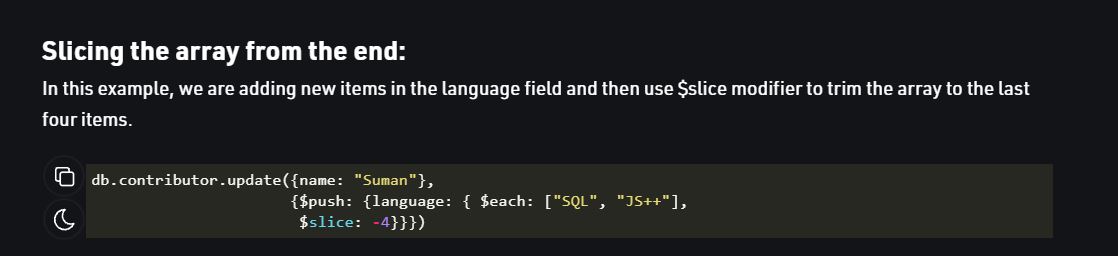 Slicing the array from the end:
In this example, we are adding new items in the language field and then use $slice modifier to trim the array to the last
four items.
db.contributor.update({name: "Suman"},
{$push: {language: { $each: ["SQL", "JS++"],
$slice: -4}}})